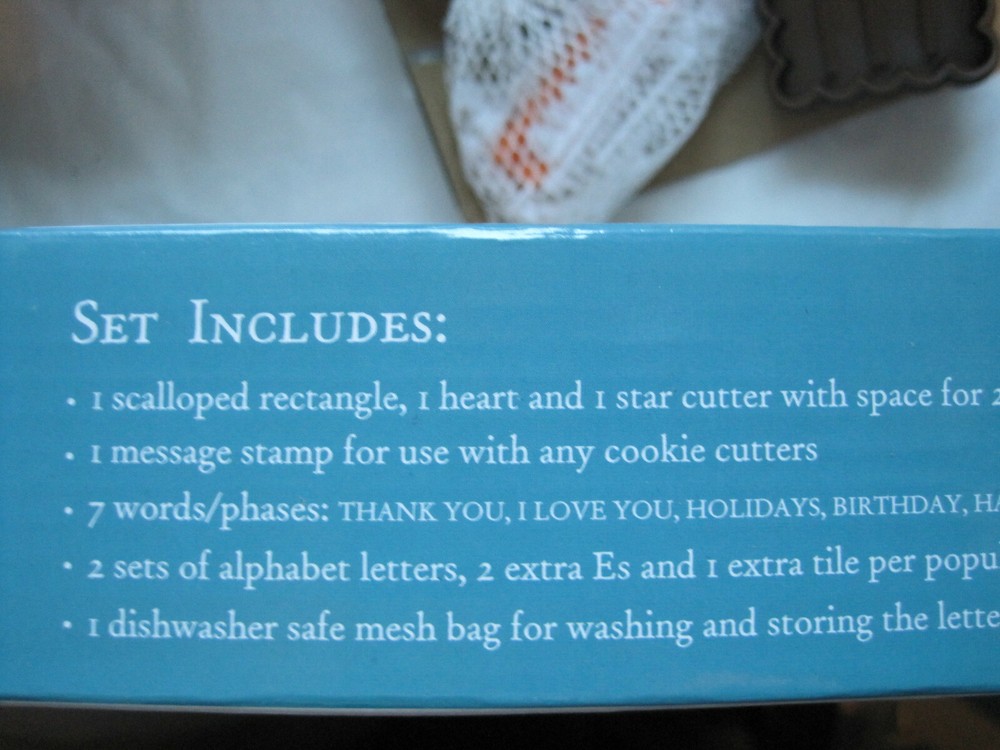 Set Includes:
• 1 scalloped rectangle, 1 heart and 1 star cutter with space for 2
• 1 message stamp for use with any cookie cutters
• 7 words/phases: THANK YOU, I LOVE YOU, HOLIDAYS, BIRTHDAY,
• 2 sets of alphabet letters, 2 extra Es and 1 extra tile per
• 1 dishwasher safe mesh bag for washing and storing the